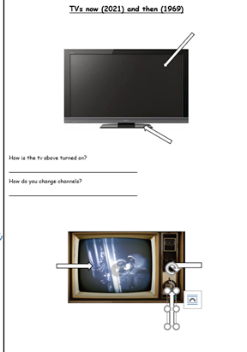 TVs now (2021) and then (1969)
How is the tv above turned on?
How do you change channels?